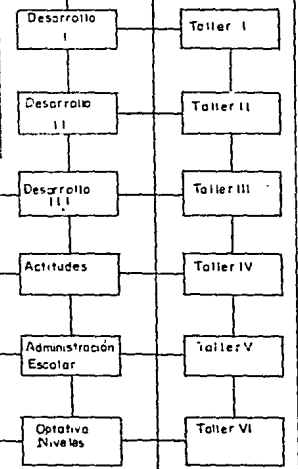 Desarrollo
I
Taller I
Desarrollo
II
Taller II
Desarrollo
III
Taller III
Actitudes
Taller IV
Administración
Escolar
Taller V
Optativa
Niveles
Taller VI